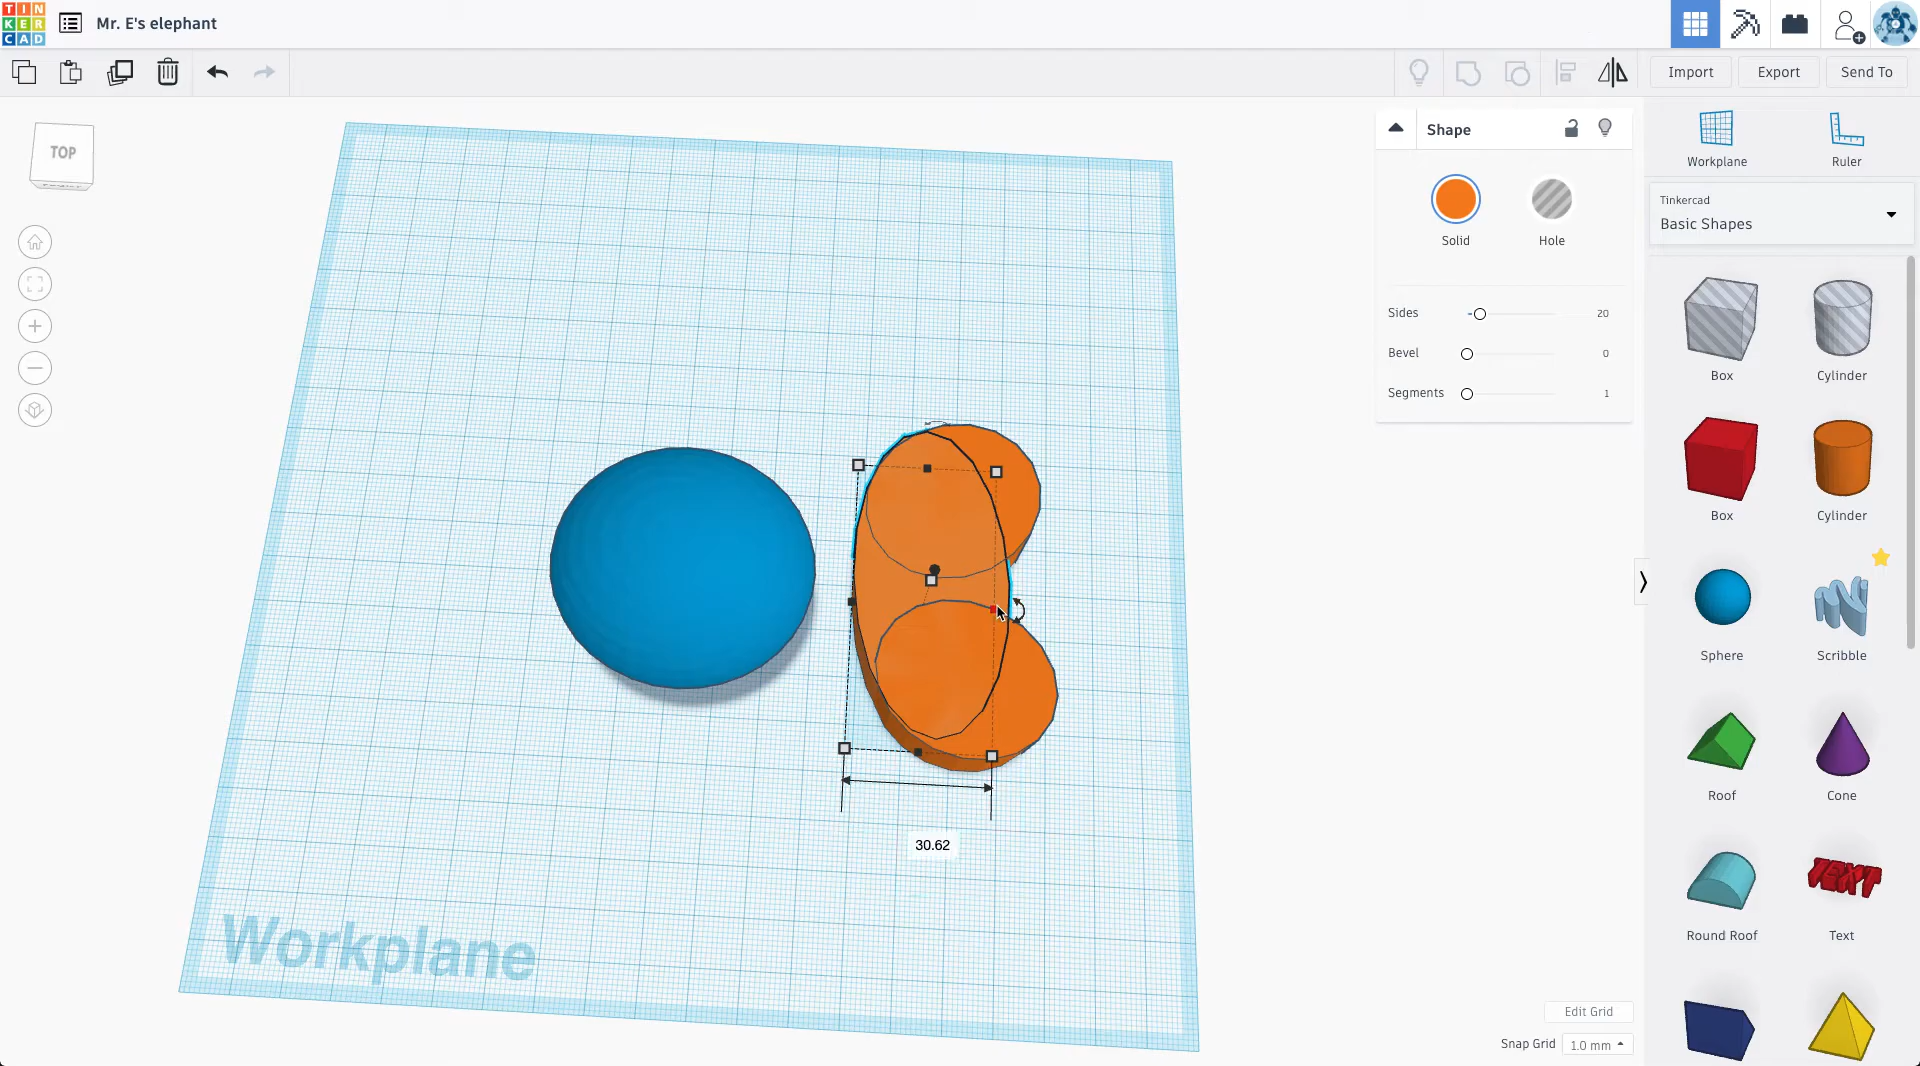 TIN
KER
CAD
Mr. E's elephant
Import
Export
Send To
TOP
Shape
Solid
Hole
Sides
20
Bevel
0
Segments
1
Workplane
Ruler
Tinkercad
Basic Shapes
Box
Cylinder
Box
Cylinder
Sphere
Scribble
Roof
Cone
TEXT
Round Roof
Text
30.62
Workplane
Edit Grid
Snap Grid
1.0 mm